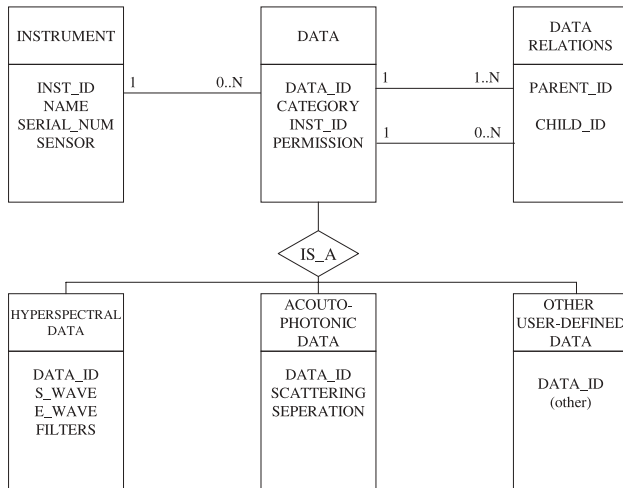 INSTRUMENT
INST_ID
NAME
SERIAL_NUM
SENSOR
1
0..N
DATA
DATA_ID
CATEGORY
INST_ID
PERMISSION
1
1..N
1
0..N
DATA
RELATIONS
PARENT_ID
CHILD_ID
IS_A
HYPERSPECTRAL
DATA
DATA_ID
S_WAVE
E_WAVE
FILTERS
ACOUTO-
PHOTONIC
DATA
DATA_ID
SCATTERING
SEPERATION
OTHER
USER-DEFINED
DATA
DATA_ID
(other)